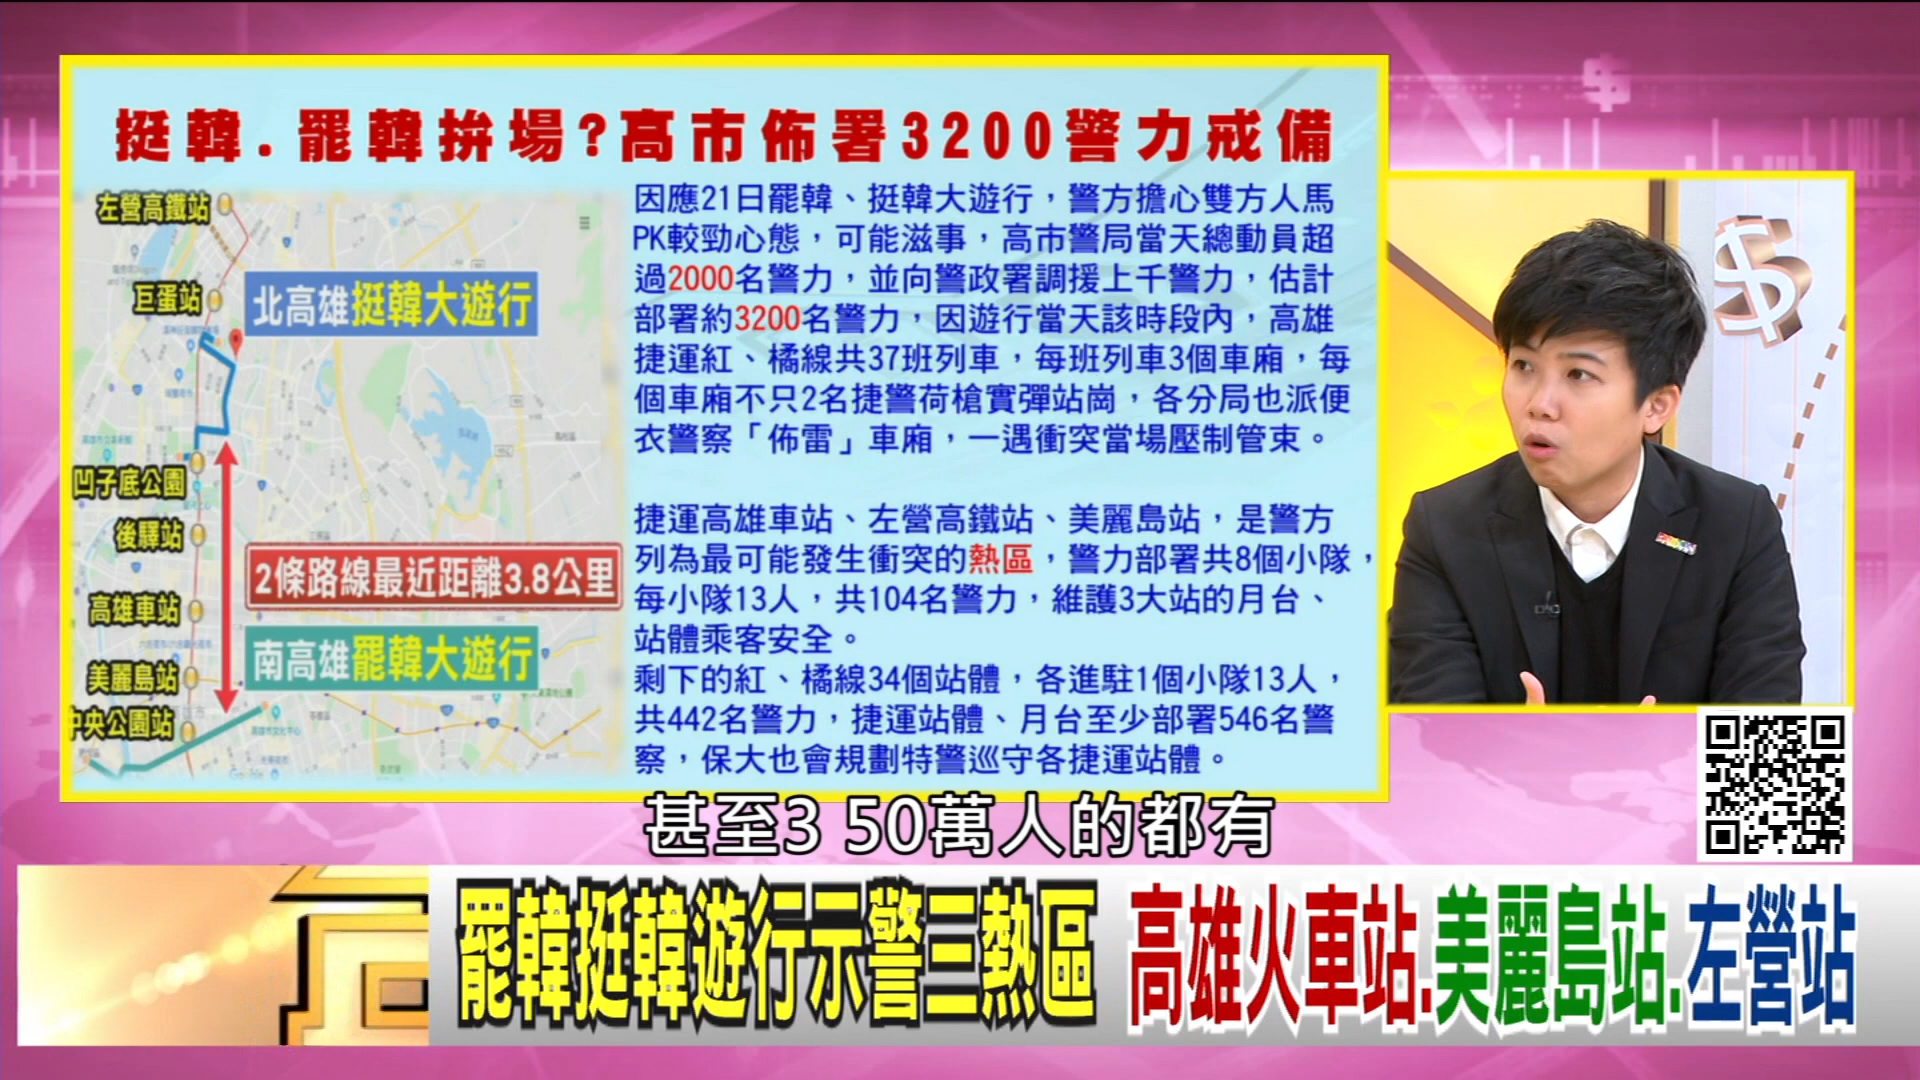 挺韓.罷韓拚場?高市佈署3200警力戒備
左營高鐵站
巨蛋站
北高雄挺韓大遊行
凹子底公園
後驛站
2條路線最近距離3.8公里
高雄車站
南高雄罷韓大遊行
美麗島站
中央公園站
因應21日罷韓、挺韓大遊行，警方擔心雙方人馬
PK較勁心態，可能滋事，高市警局當天總動員超
過2000名警力，並向警政署調援上千警力，估計
部署約3200名警力，因遊行當天該時段內，高雄
捷運紅、橘線共37班列車，每班列車3個車廂，每
個車廂不只2名捷警荷槍實彈站崗，各分局也派便
衣警察「佈雷」車廂，一遇衝突當場壓制管束。
捷運高雄車站、左營高鐵站、美麗島站，是警方
列為最可能發生衝突的熱區，警力部署共8個小隊，
每小隊13人，共104名警力，維護3大站的月台、
站體乘客安全。
剩下的紅、橘線34個站體，各進駐1個小隊13人，
共442名警力，捷運站體、月台至少部署546名警
察，保大也會規劃特警巡守各捷運站體。
甚至3 50萬人的都有
罷韓挺韓遊行示警三熱區 高雄火車站.美麗島站.左營站